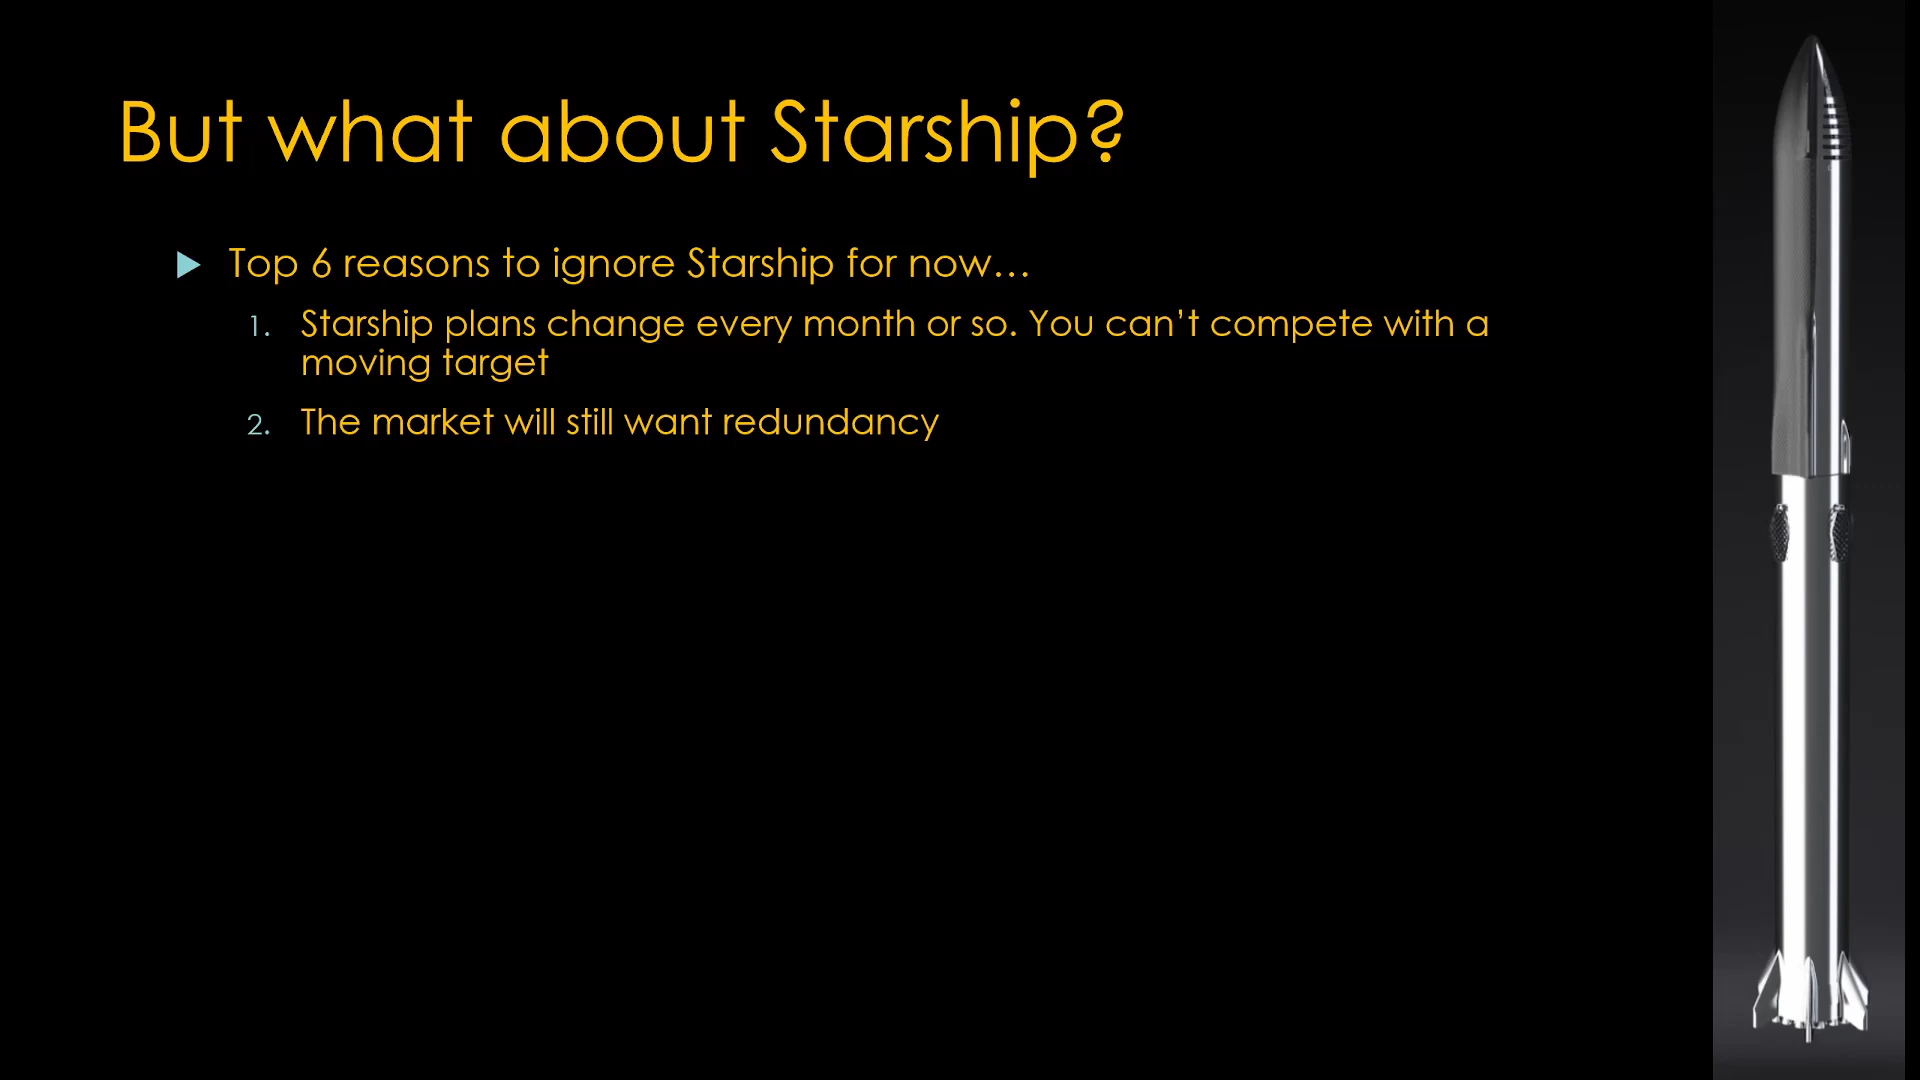 But what about Starship?
Top 6 reasons to ignore Starship for now…
1. Starship plans change every month or so. You can’t compete with a
moving target
2. The market will still want redundancy